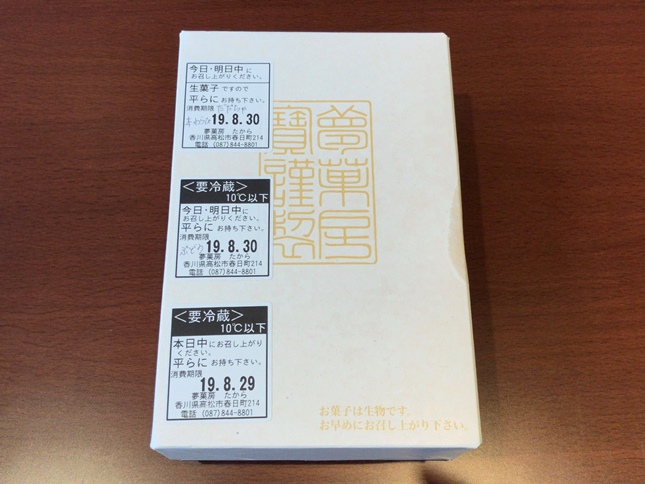 今日・明日中に
お召し上がりください。
生菓子ですので
平らにお持ち下さい。
消費期限
19.8.30
夢菓房 たから
香川県高松市春日町214
電話 (087)844-8801
<要冷蔵>
10℃以下
今日・明日中に
お召し上がりください。
平らにお持ち下さい。
消費期限
ぶどう 19.8.30
夢菓房 たから
香川県高松市春日町214
電話 (087)844-8801
<要冷蔵>
10℃以下
本日中にお召し上がり
ください。
平らにお持ち下さい。
消費期限
19.8.29
夢菓房 たから
香川県高松市春日町214
電話 (087)844-8801
夢菓房
寶謹製
お菓子は生物です。
お早めにお召し上がり下さい。